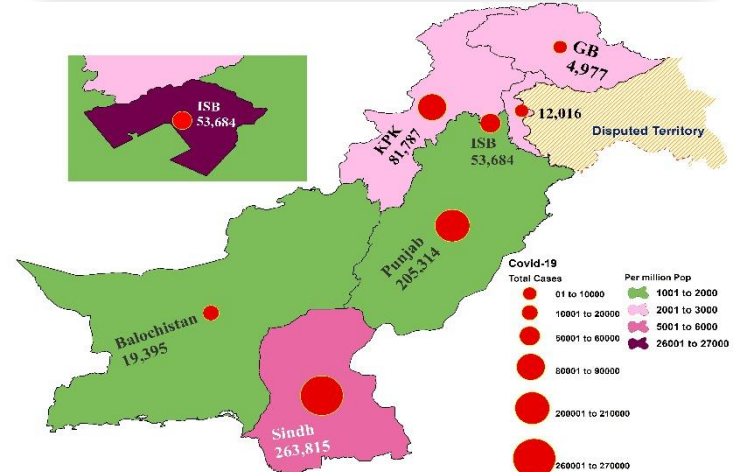 ISB
53,684
GB
4,977
12,016
Disputed Territory
KPK
81,787
ISB
53,684
Punjab
205,314
Balochistan
19,395
Sindh
263,815
Covid-19
Total Cases
01 to 10000
10001 to 20000
50001 to 60000
80001 to 90000
200001 to 210000
260001 to 270000
Per million Pop
1001 to 2000
2001 to 3000
5001 to 6000
26001 to 27000